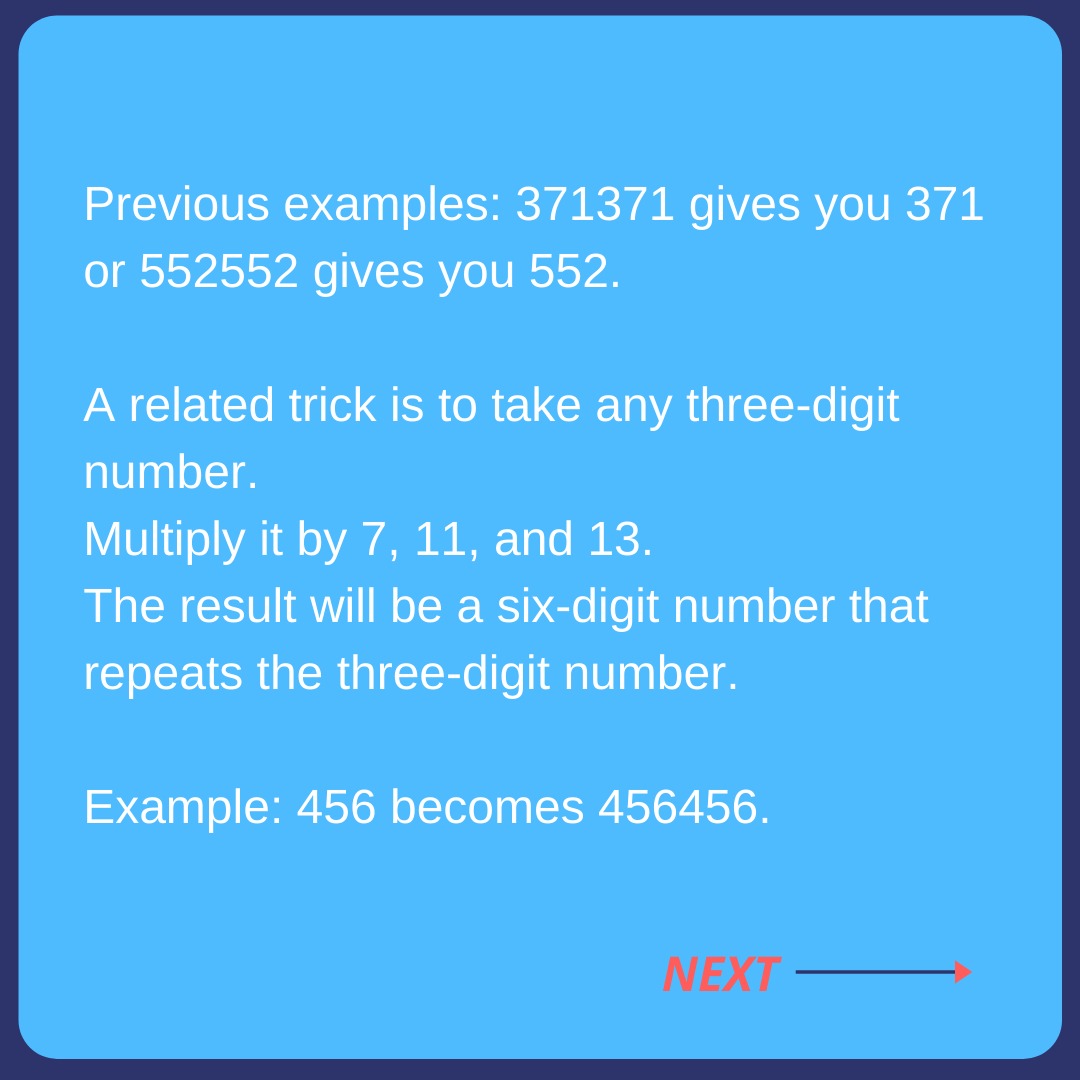 Previous examples: 371371 gives you 371
or 552552 gives you 552.
A related trick is to take any three-digit
number.
Multiply it by 7, 11, and 13.
The result will be a six-digit number that
repeats the three-digit number.
Example: 456 becomes 456456.
NEXT